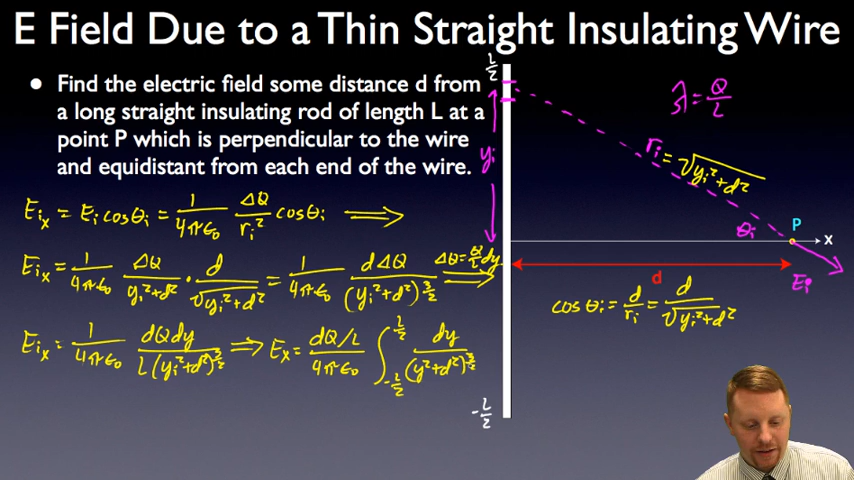 E Field Due to a Thin Straight Insulating Wire
• Find the electric field some distance d from
a long straight insulating rod of length L at a
point P which is perpendicular to the wire
and equidistant from each end of the wire.
E_ix = E_i cosθ_i = 1/(4πε₀) ΔQ/r_i² cosθ_i ⟹
E_ix = 1/(4πε₀) ΔQ/(y_i²+d²) · d/√(y_i²+d²) = 1/(4πε₀) dΔQ/(y_i²+d²)^(3/2) ΔQ=Q/L dy ⟹
E_ix = 1/(4πε₀) dQdy/(L(y_i²+d²)^(3/2)) ⟹ E_x = (dQ/L)/(4πε₀) ∫_{-L/2}^{L/2} dy/(y²+d²)^(3/2)
L/2
λ = Q/L
y_i
r_i = √(y_i²+d²)
θ_i
P
x
E_i
d
cosθ_i = d/r_i = d/√(y_i²+d²)
-L/2